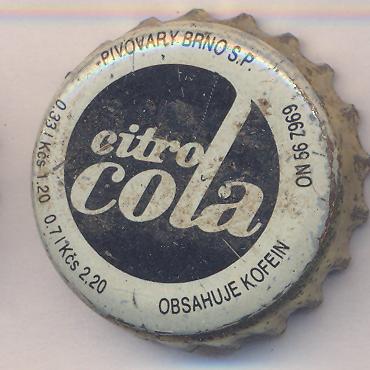 PIVOVARY BRNO S.P.
citro
cola
0.33 l Kčs 1.20 0.7 l Kčs 2.20
OBSAHUJE KOFEIN
ON 56 7969